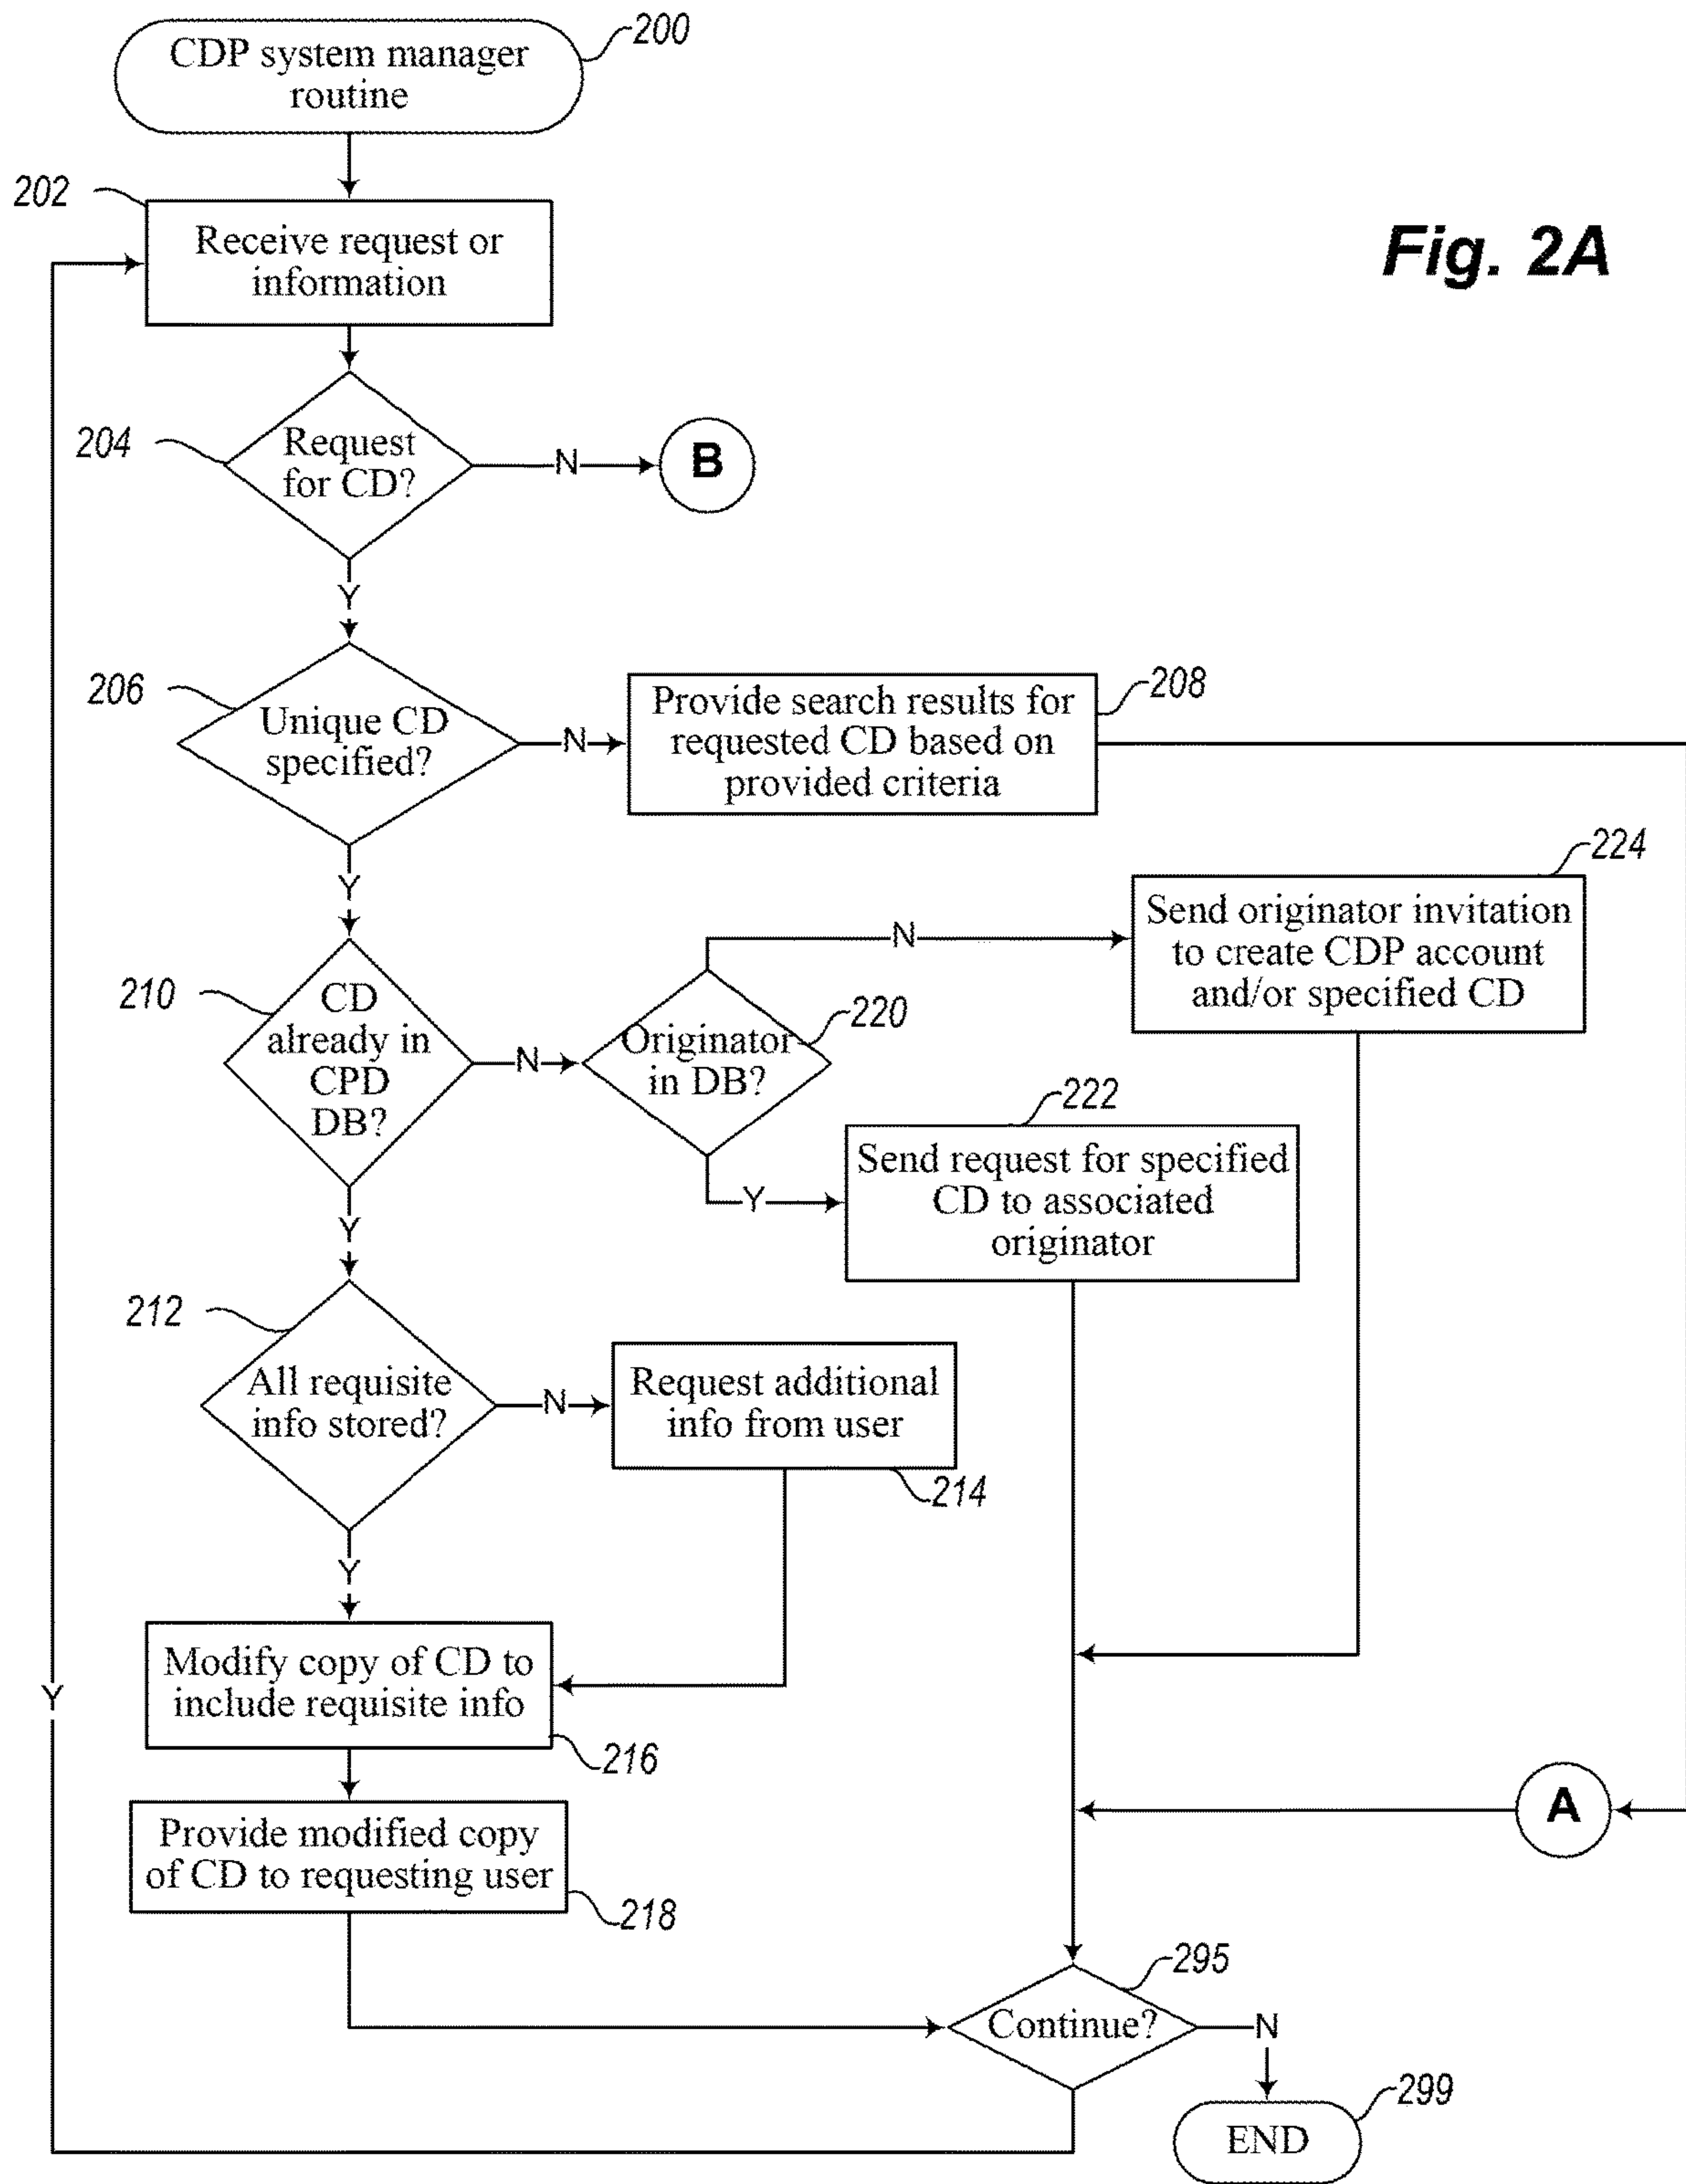 200
CDP system manager
routine
202
Receive request or
information
Fig. 2A
204
Request
for CD?
N
B
Y
206
Unique CD
specified?
N
Provide search results for
requested CD based on
provided criteria
208
Y
224
Send originator invitation
to create CDP account
and/or specified CD
N
210
CD
already in
CPD
DB?
N
Originator
in DB?
220
222
Send request for specified
CD to associated
originator
Y
Y
212
All requisite
info stored?
N
Request additional
info from user
214
Y
Modify copy of CD to
include requisite info
216
Y
Provide modified copy
of CD to requesting user
218
A
295
Continue?
N
299
END